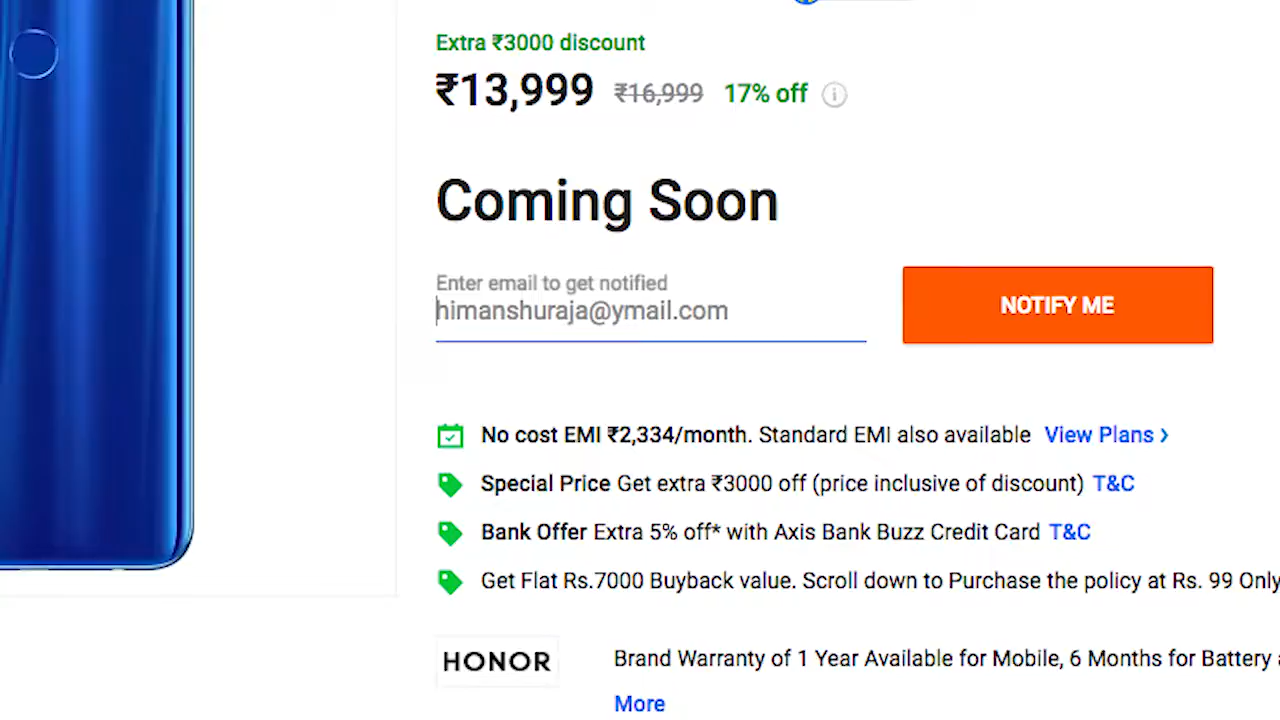 Extra ₹3000 discount
₹13,999 ₹16,999 17% off
Coming Soon
Enter email to get notified
himanshuraja@ymail.com
NOTIFY ME
No cost EMI ₹2,334/month. Standard EMI also available View Plans
Special Price Get extra ₹3000 off (price inclusive of discount) T&C
Bank Offer Extra 5% off* with Axis Bank Buzz Credit Card T&C
Get Flat Rs.7000 Buyback value. Scroll down to Purchase the policy at Rs. 99 Only
HONOR
Brand Warranty of 1 Year Available for Mobile, 6 Months for Battery
More